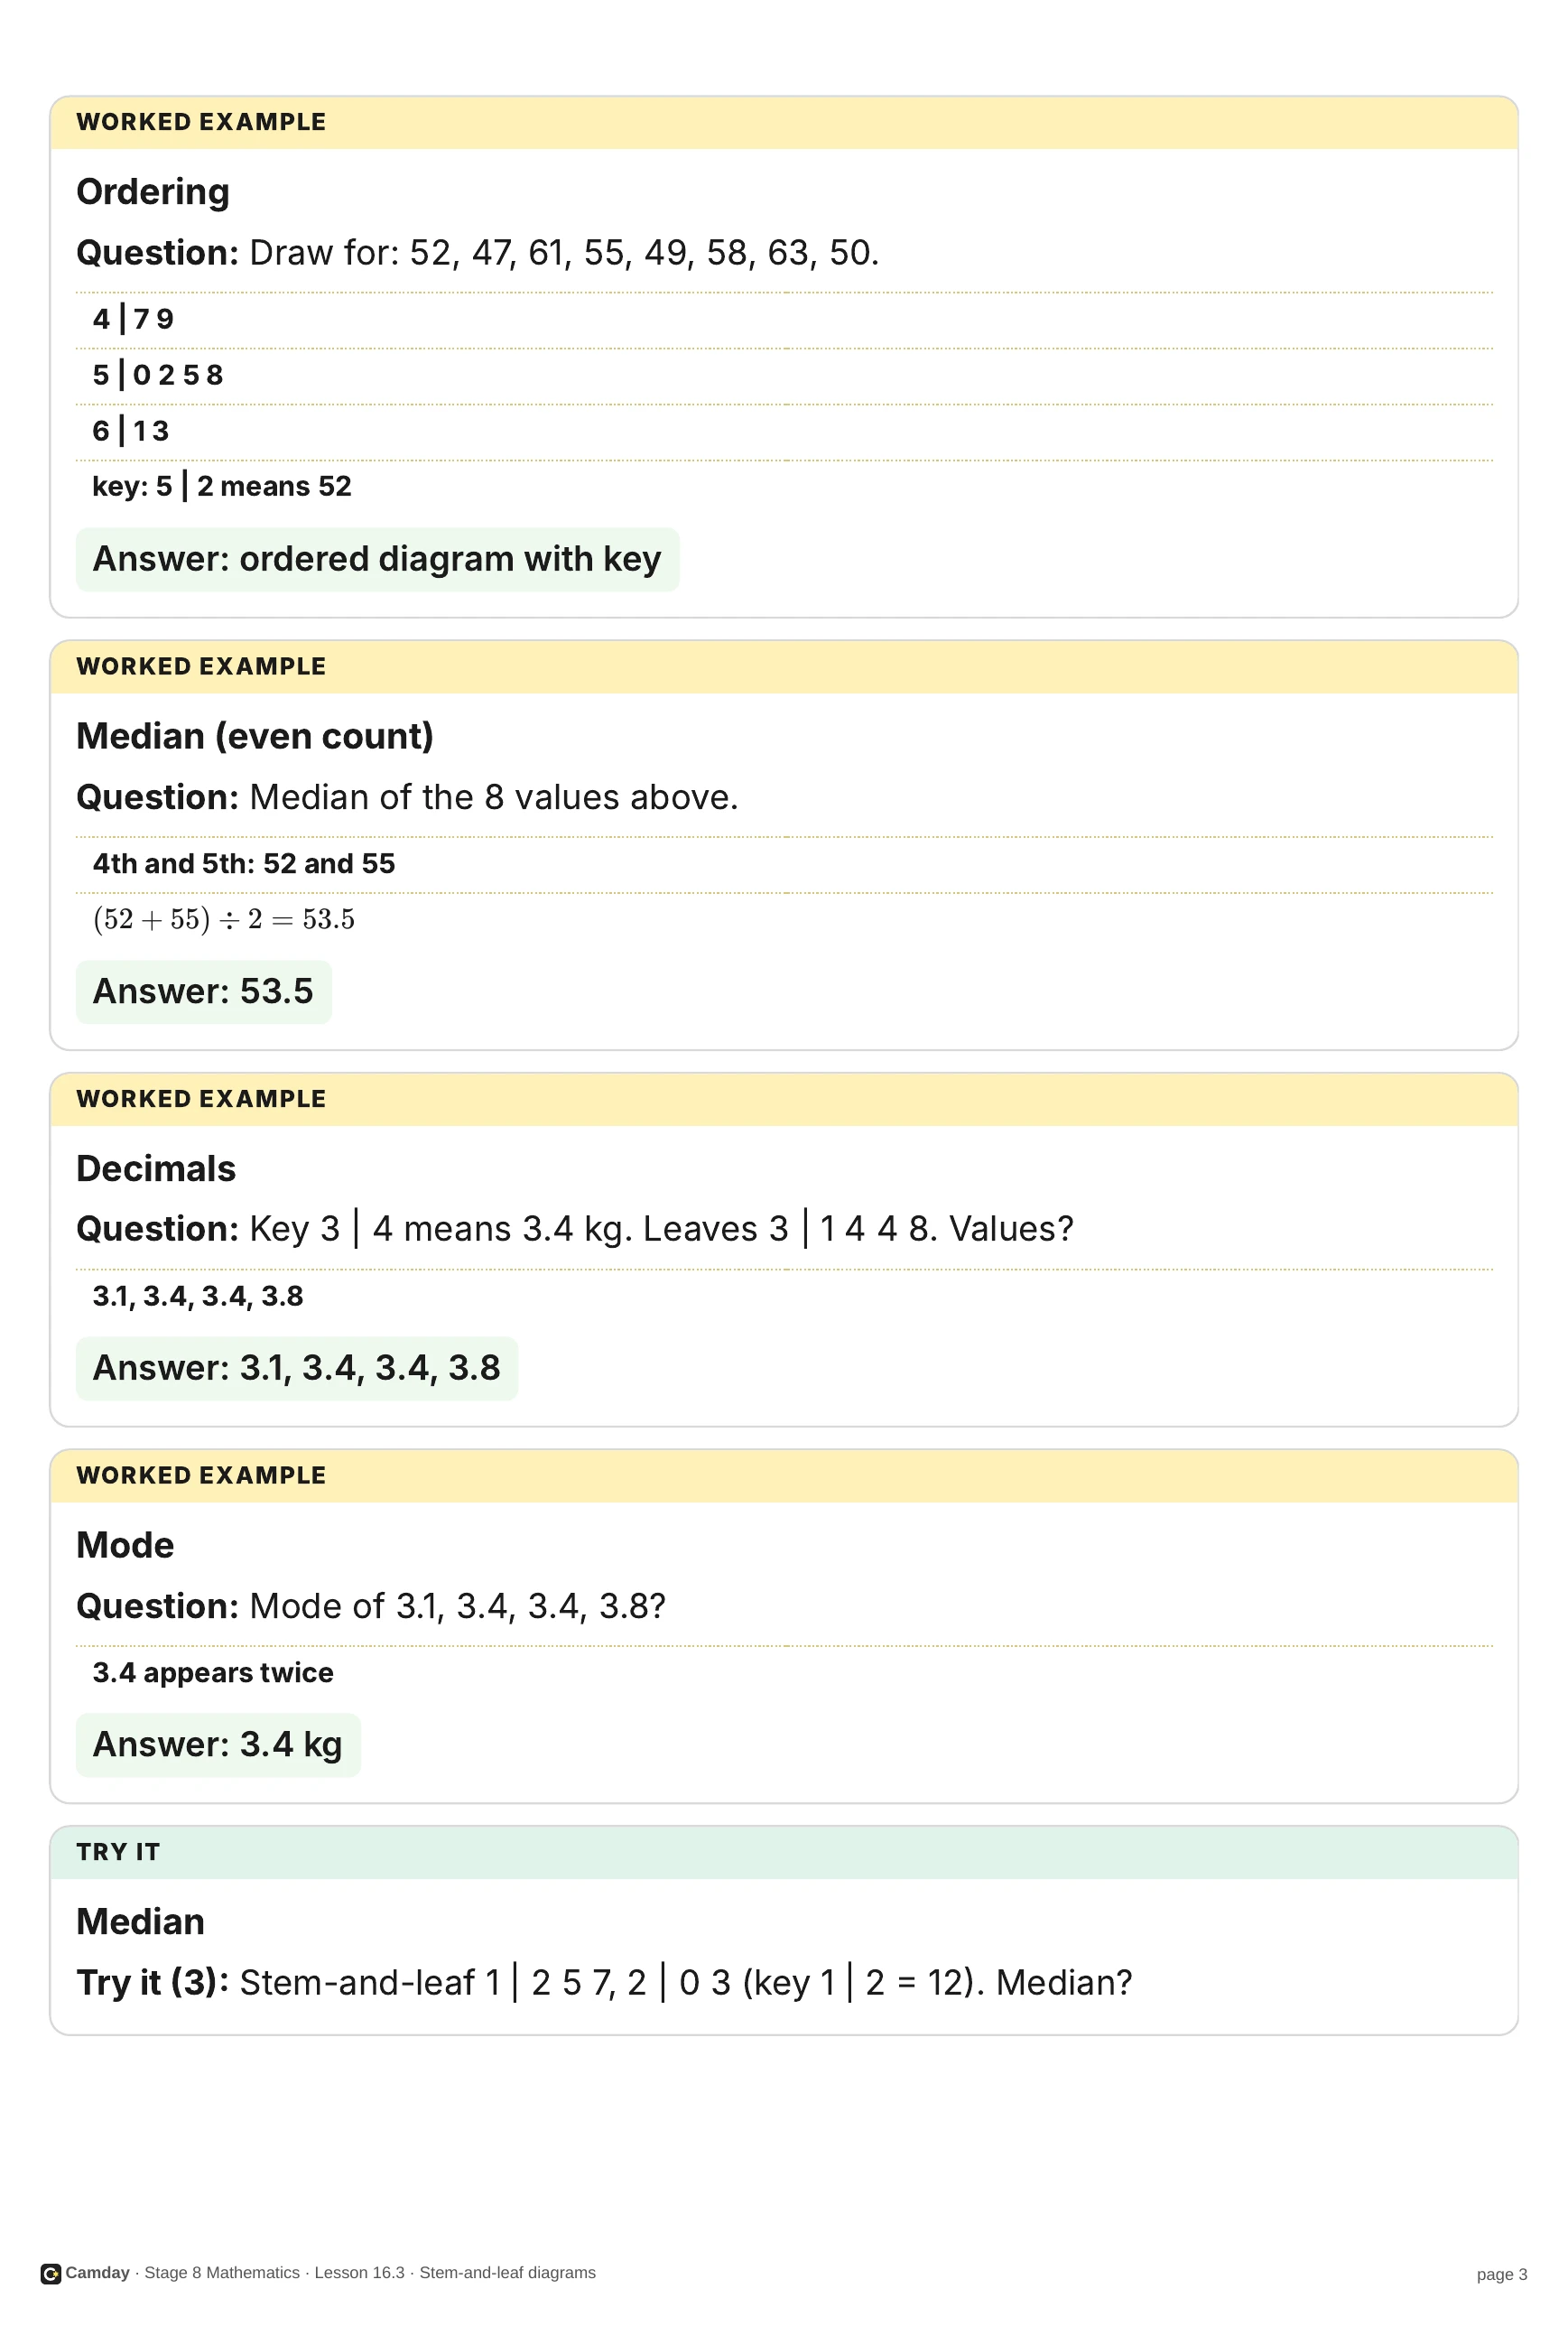 WORKED EXAMPLE
Ordering
Question: Draw for: 52, 47, 61, 55, 49, 58, 63, 50.
4 | 7 9
5 | 0 2 5 8
6 | 1 3
key: 5 | 2 means 52
Answer: ordered diagram with key
WORKED EXAMPLE
Median (even count)
Question: Median of the 8 values above.
4th and 5th: 52 and 55
(52 + 55) ÷ 2 = 53.5
Answer: 53.5
WORKED EXAMPLE
Decimals
Question: Key 3 | 4 means 3.4 kg. Leaves 3 | 1 4 4 8. Values?
3.1, 3.4, 3.4, 3.8
Answer: 3.1, 3.4, 3.4, 3.8
WORKED EXAMPLE
Mode
Question: Mode of 3.1, 3.4, 3.4, 3.8?
3.4 appears twice
Answer: 3.4 kg
TRY IT
Median
Try it (3): Stem-and-leaf 1 | 2 5 7, 2 | 0 3 (key 1 | 2 = 12). Median?
Camday · Stage 8 Mathematics · Lesson 16.3 · Stem-and-leaf diagrams
page 3